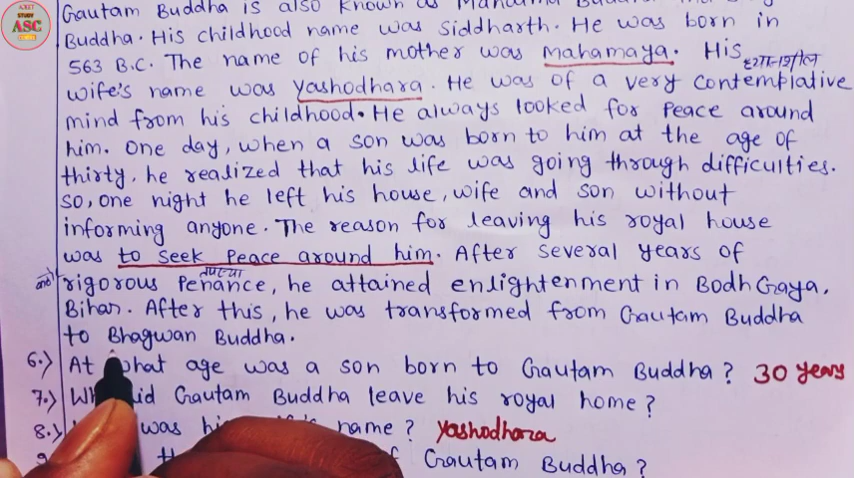 AJEET
STUDY
ASC
Gautam Buddha is also known as
Buddha. His childhood name was Siddharth. He was born in
563 B.C. The name of his mother was Mahamaya. His
ध्यानशील
wife's name was Yashodhara. He was of a very contemplative
mind from his childhood. He always looked for peace around
him. One day, when a son was born to him at the age of
thirty, he realized that his life was going through difficulties.
So, one night he left his house, wife and son without
informing anyone. The reason for leaving his royal house
was to seek peace around him. After several years of
तपस्या
rigorous penance, he attained enlightenment in Bodh Gaya,
Bihar. After this, he was transformed from Gautam Buddha
to Bhagwan Buddha.
6.) At what age was a son born to Gautam Buddha? 30 years
7.) Gautam Buddha leave his royal home?
8.) was name? Yashodhara
Gautam Buddha?